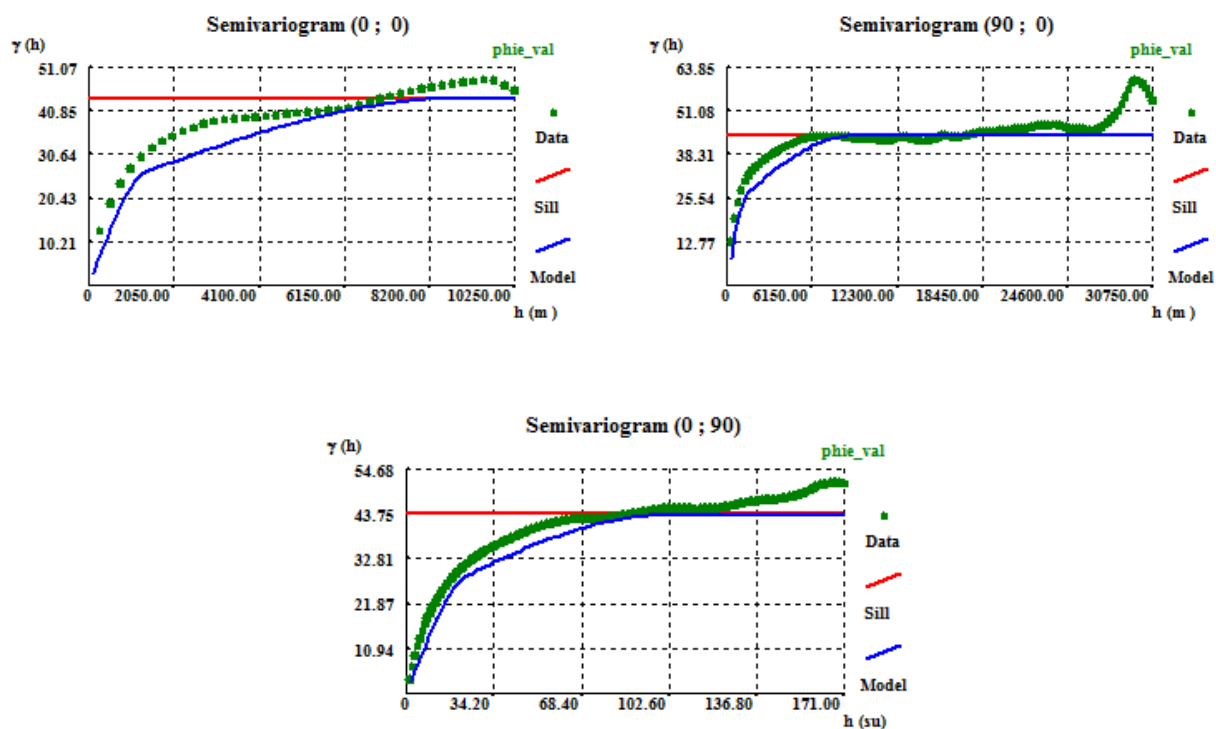 Semivariogram (0 ; 0)
γ (h)
phie_val
51.07
40.85
30.64
20.43
10.21
Data
Sill
Model
0 2050.00 4100.00 6150.00 8200.00 10250.00
h (m )
Semivariogram (90 ; 0)
γ (h)
phie_val
63.85
51.08
38.31
25.54
12.77
Data
Sill
Model
0 6150.00 12300.00 18450.00 24600.00 30750.00
h (m )
Semivariogram (0 ; 90)
γ (h)
phie_val
54.68
43.75
32.81
21.87
10.94
Data
Sill
Model
0 34.20 68.40 102.60 136.80 171.00
h (su)